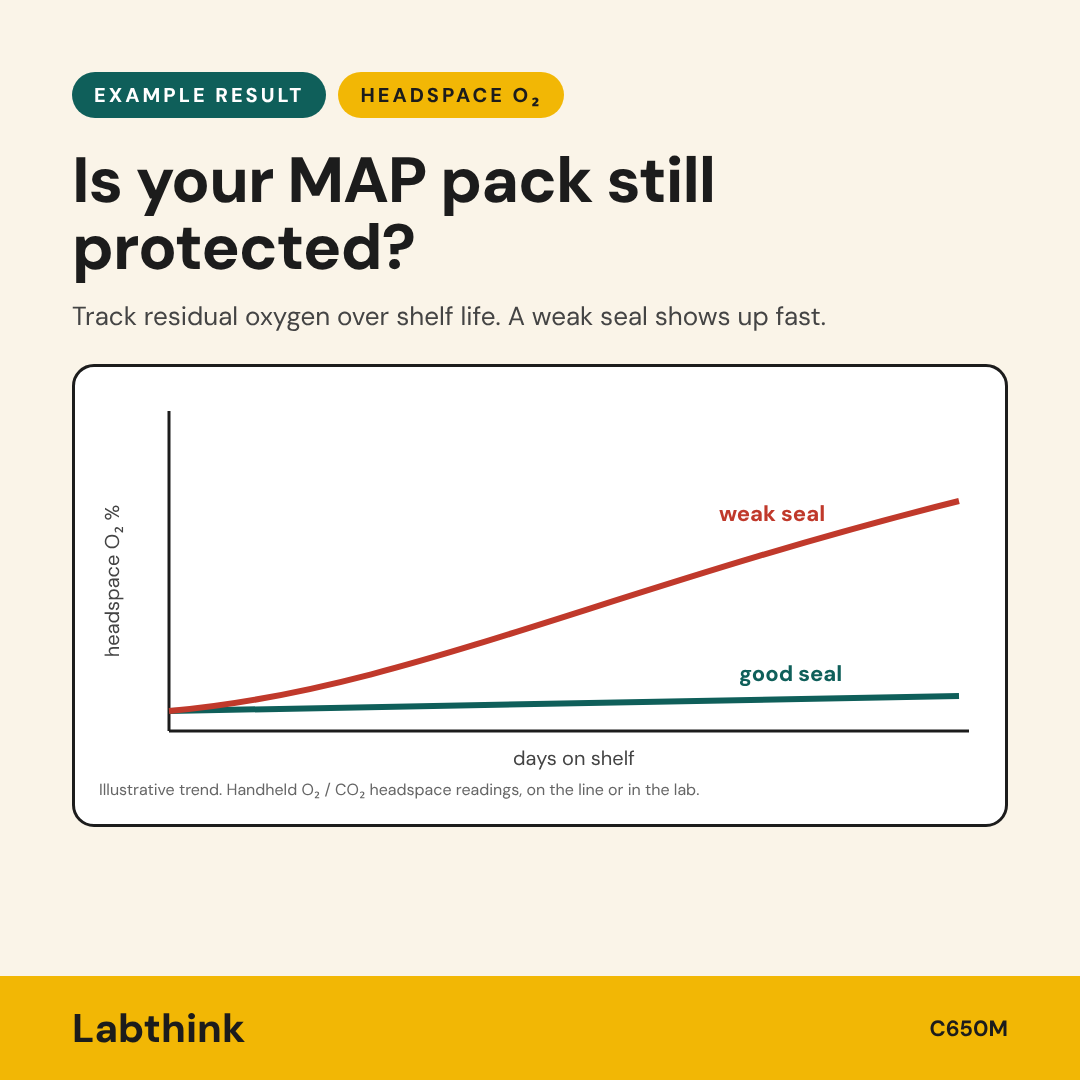 EXAMPLE RESULT
HEADSPACE O₂
Is your MAP pack still
protected?
Track residual oxygen over shelf life. A weak seal shows up fast.
headspace O₂ %
weak seal
good seal
days on shelf
Illustrative trend. Handheld O₂ / CO₂ headspace readings, on the line or in the lab.
Labthink
C650M